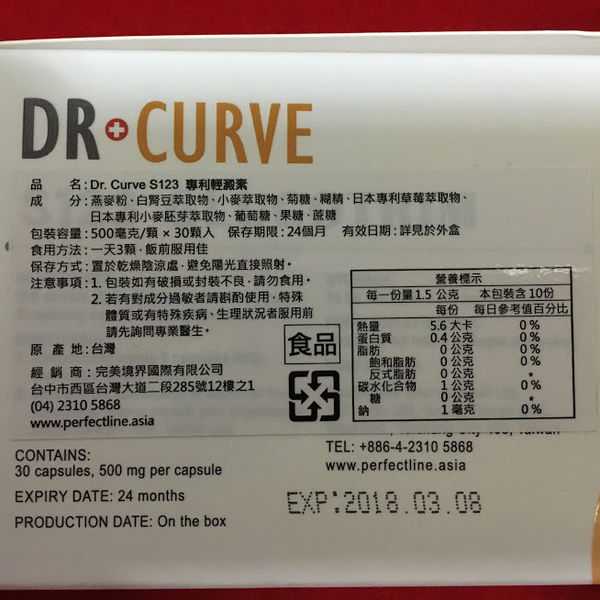 DR CURVE
品名:Dr. Curve S123 專利輕澱素
成分:燕麥粉﹑白腎豆萃取物﹑小麥萃取物﹑菊糖﹑糊精﹑日本專利草莓萃取物﹑
日本專利小麥胚芽萃取物﹑葡萄糖﹑果糖﹑蔗糖
包裝容量:500毫克/顆 × 30顆入 保存期限:24個月 有效日期:詳見於外盒
食用方法:一天3顆﹑飯前服用佳
保存方式:置於乾燥陰涼處﹑避免陽光直接照射。
注意事項:1. 包裝如有破損或封裝不良﹐請勿食用。
2. 若有對成分過敏者請斟酌使用﹐特殊
體質或有特殊疾病﹑生理狀況者服用前
請先詢問專業醫生。
原產地:台灣
經銷商:完美境界國際有限公司
台中市西區台灣大道二段285號12樓之1
(04) 2310 5868
www.perfectline.asia
食品
營養標示
每一份量 1.5 公克 本包裝含 10份
每份 每日參考值百分比
熱量 5.6 大卡 0%
蛋白質 0.4 公克 0%
脂肪 0 公克 0%
飽和脂肪 0 公克 0%
反式脂肪 0 公克 *
碳水化合物 1 公克 0%
糖 0 公克 *
鈉 1 毫克 0%
CONTAINS:
30 capsules, 500 mg per capsule
EXPIRY DATE: 24 months
PRODUCTION DATE: On the box
TEL: +886-4-2310 5868
www.perfectline.asia
EXP:2018.03.08